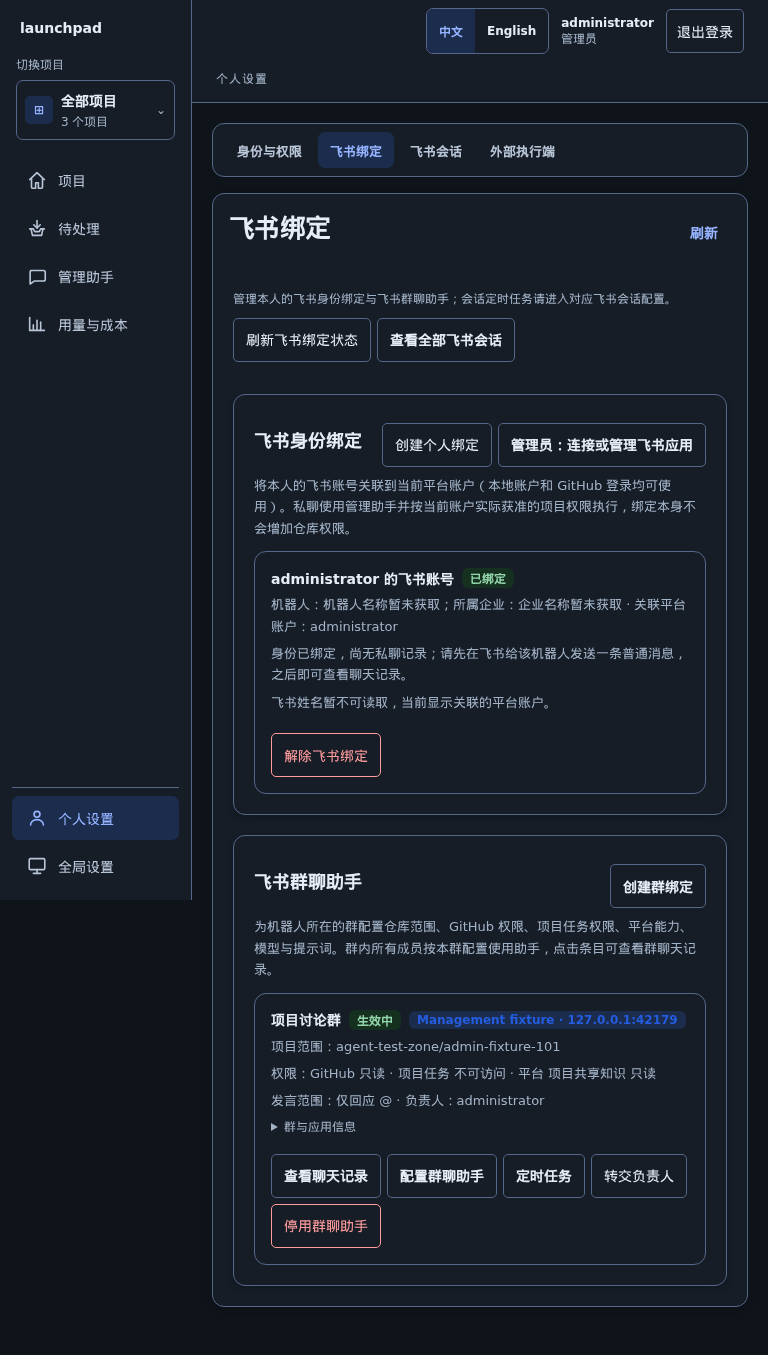 launchpad
切换项目
全部项目
3 个项目
项目
待处理
管理助手
用量与成本
个人设置
全局设置
中文
English
administrator
管理员
退出登录
个人设置
身份与权限
飞书绑定
飞书会话
外部执行端
飞书绑定
刷新
管理本人的飞书身份绑定与飞书群聊助手；会话定时任务请进入对应飞书会话配置。
刷新飞书绑定状态
查看全部飞书会话
飞书身份绑定
创建个人绑定
管理员：连接或管理飞书应用
将本人的飞书账号关联到当前平台账户（本地账户和 GitHub 登录均可使
用）。私聊使用管理助手并按当前账户实际获准的项目权限执行，绑定本身不
会增加仓库权限。
administrator 的飞书账号
已绑定
机器人：机器人名称暂未获取；所属企业：企业名称暂未获取 · 关联平台
账户：administrator
身份已绑定，尚无私聊记录；请先在飞书给该机器人发送一条普通消息，
之后即可查看聊天记录。
飞书姓名暂不可读取，当前显示关联的平台账户。
解除飞书绑定
飞书群聊助手
创建群绑定
为机器人所在的群配置仓库范围、GitHub 权限、项目任务权限、平台能力、
模型与提示词。群内所有成员按本群配置使用助手，点击条目可查看群聊天记
录。
项目讨论群
生效中
Management fixture · 127.0.0.1:42179
项目范围：agent-test-zone/admin-fixture-101
权限：GitHub 只读 · 项目任务 不可访问 · 平台 项目共享知识 只读
发言范围：仅回应 @ · 负责人：administrator
群与应用信息
查看聊天记录
配置群聊助手
定时任务
转交负责人
停用群聊助手